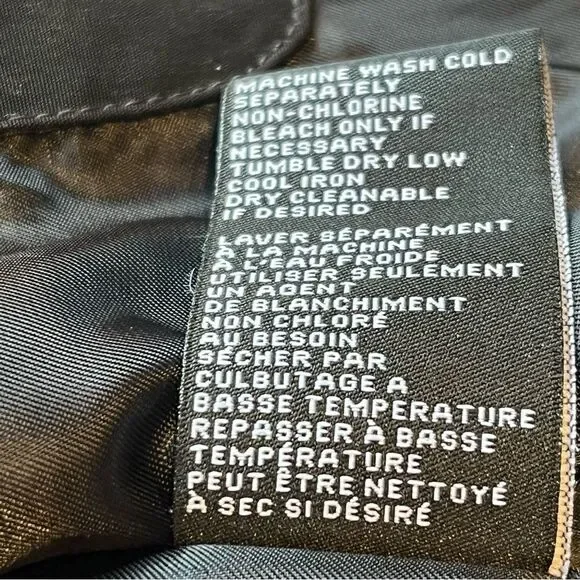 MACHINE WASH COLD
SEPARATELY
NON-CHLORINE
BLEACH ONLY IF
NECESSARY
TUMBLE DRY LOW
COOL IRON
DRY CLEANABLE
IF DESIRED
LAVER SÉPARÉMENT
À LA MACHINE
À L'EAU FROIDE
UTILISER SEULEMENT
UN AGENT
DE BLANCHIMENT
NON CHLORÉ
AU BESOIN
SÉCHER PAR
CULBUTAGE A
BASSE TEMPÉRATURE
REPASSER À BASSE
TEMPÉRATURE
PEUT ÊTRE NETTOYÉ
À SEC SI DÉSIRÉ